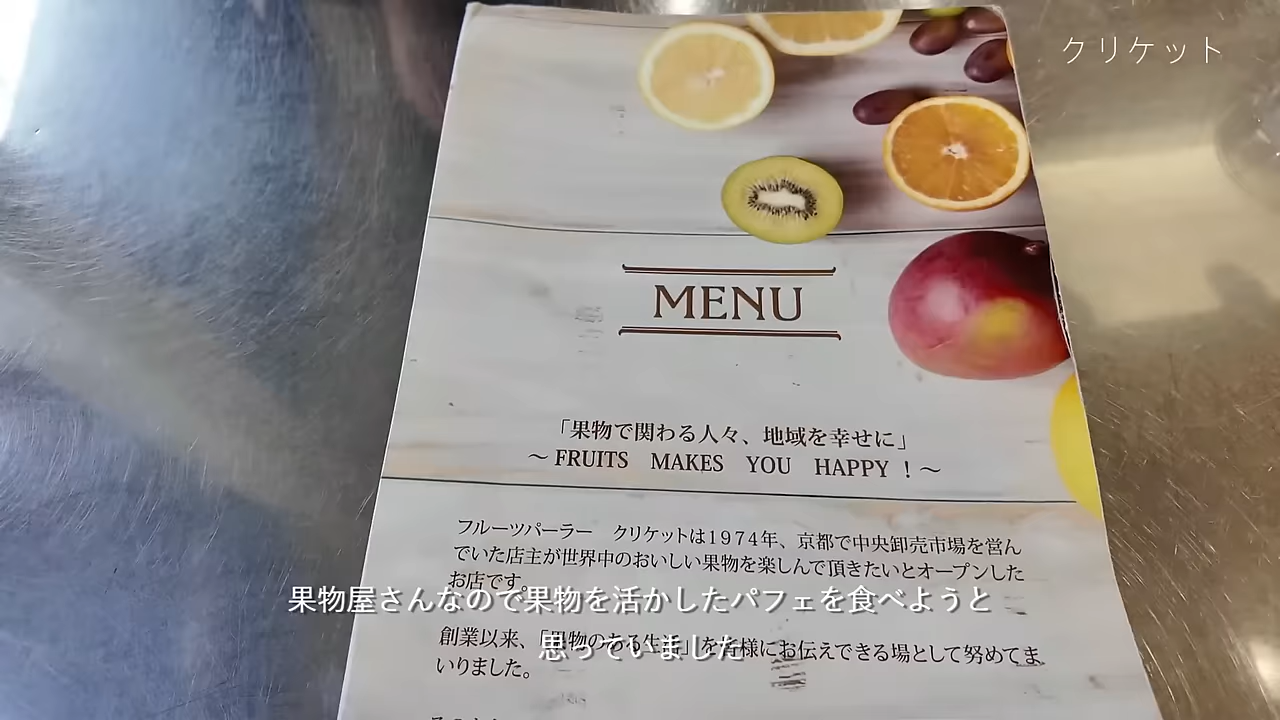 クリケット
MENU
「果物で関わる人々、地域を幸せに」
～FRUITS MAKES YOU HAPPY！～
フルーツパーラー　クリケットは1974年、京都で中央卸売市場を営ん
でいた店主が世界中のおいしい果物を楽しんで頂きたいとオープンした
お店です。
果物屋さんなので果物を活かしたパフェを食べようと
創業以来、「果物のある生活」を皆様にお伝えできる場として努めてま
思っていました
いりました。